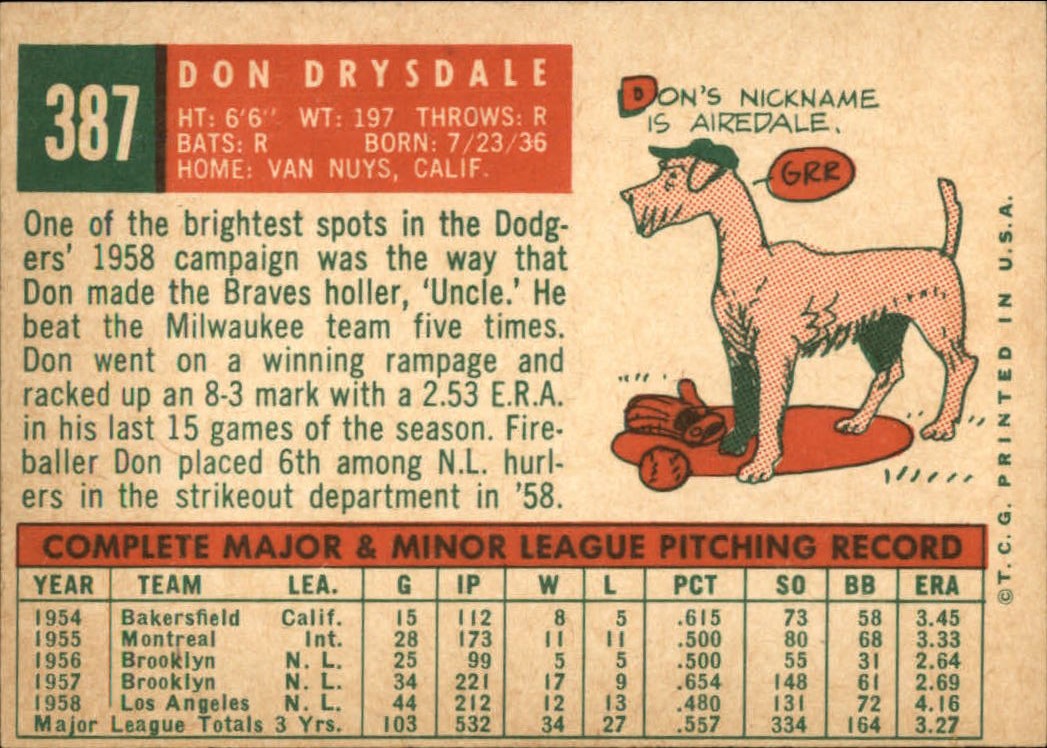 387
DON DRYSDALE
HT: 6'6" WT: 197 THROWS: R
BATS: R BORN: 7/23/36
HOME: VAN NUYS, CALIF.
One of the brightest spots in the Dodg-
ers' 1958 campaign was the way that
Don made the Braves holler, 'Uncle.' He
beat the Milwaukee team five times.
Don went on a winning rampage and
racked up an 8-3 mark with a 2.53 E.R.A.
in his last 15 games of the season. Fire-
baller Don placed 6th among N.L. hurl-
ers in the strikeout department in '58.
DON'S NICKNAME
IS AIREDALE.
GRR
COMPLETE MAJOR & MINOR LEAGUE PITCHING RECORD
YEAR TEAM LEA. G IP W L PCT SO BB ERA
1954 Bakersfield Calif. 15 112 8 5 .615 73 58 3.45
1955 Montreal Int. 28 173 11 11 .500 80 68 3.33
1956 Brooklyn N. L. 25 99 5 5 .500 55 31 2.64
1957 Brooklyn N. L. 34 221 17 9 .654 148 61 2.69
1958 Los Angeles N. L. 44 212 12 13 .480 131 72 4.16
Major League Totals 3 Yrs. 103 532 34 27 .557 334 164 3.27
©T.C.G. PRINTED IN U.S.A.